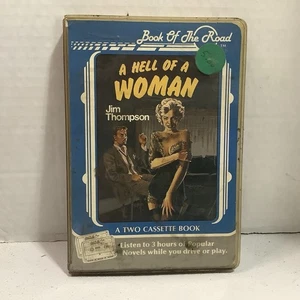 Book Of The Road
TM
A HELL OF A
WOMAN
Jim
Thompson
A TWO CASSETTE BOOK
Listen to 3 hours of Popular
Novels while you drive or play.